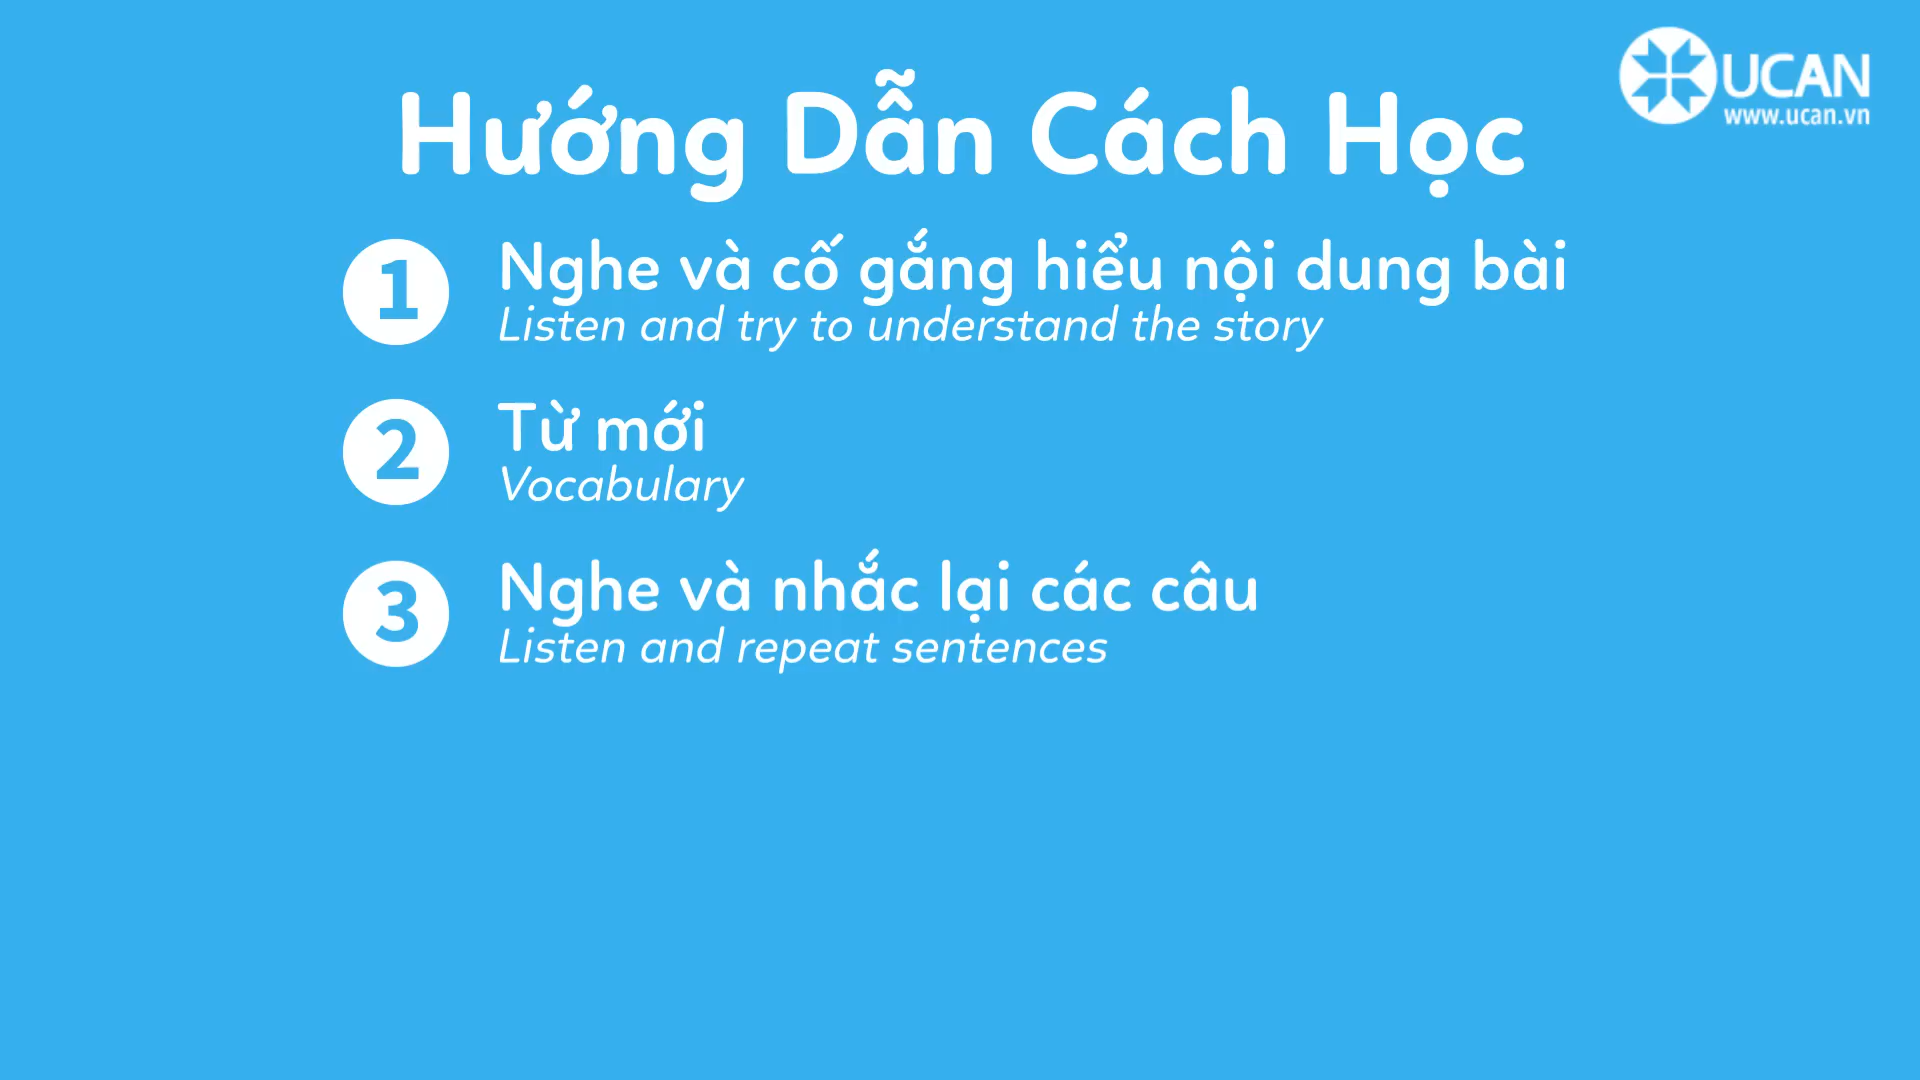 UCAN
www.ucan.vn
Hướng Dẫn Cách Học
1
Nghe và cố gắng hiểu nội dung bài
Listen and try to understand the story
2
Từ mới
Vocabulary
3
Nghe và nhắc lại các câu
Listen and repeat sentences